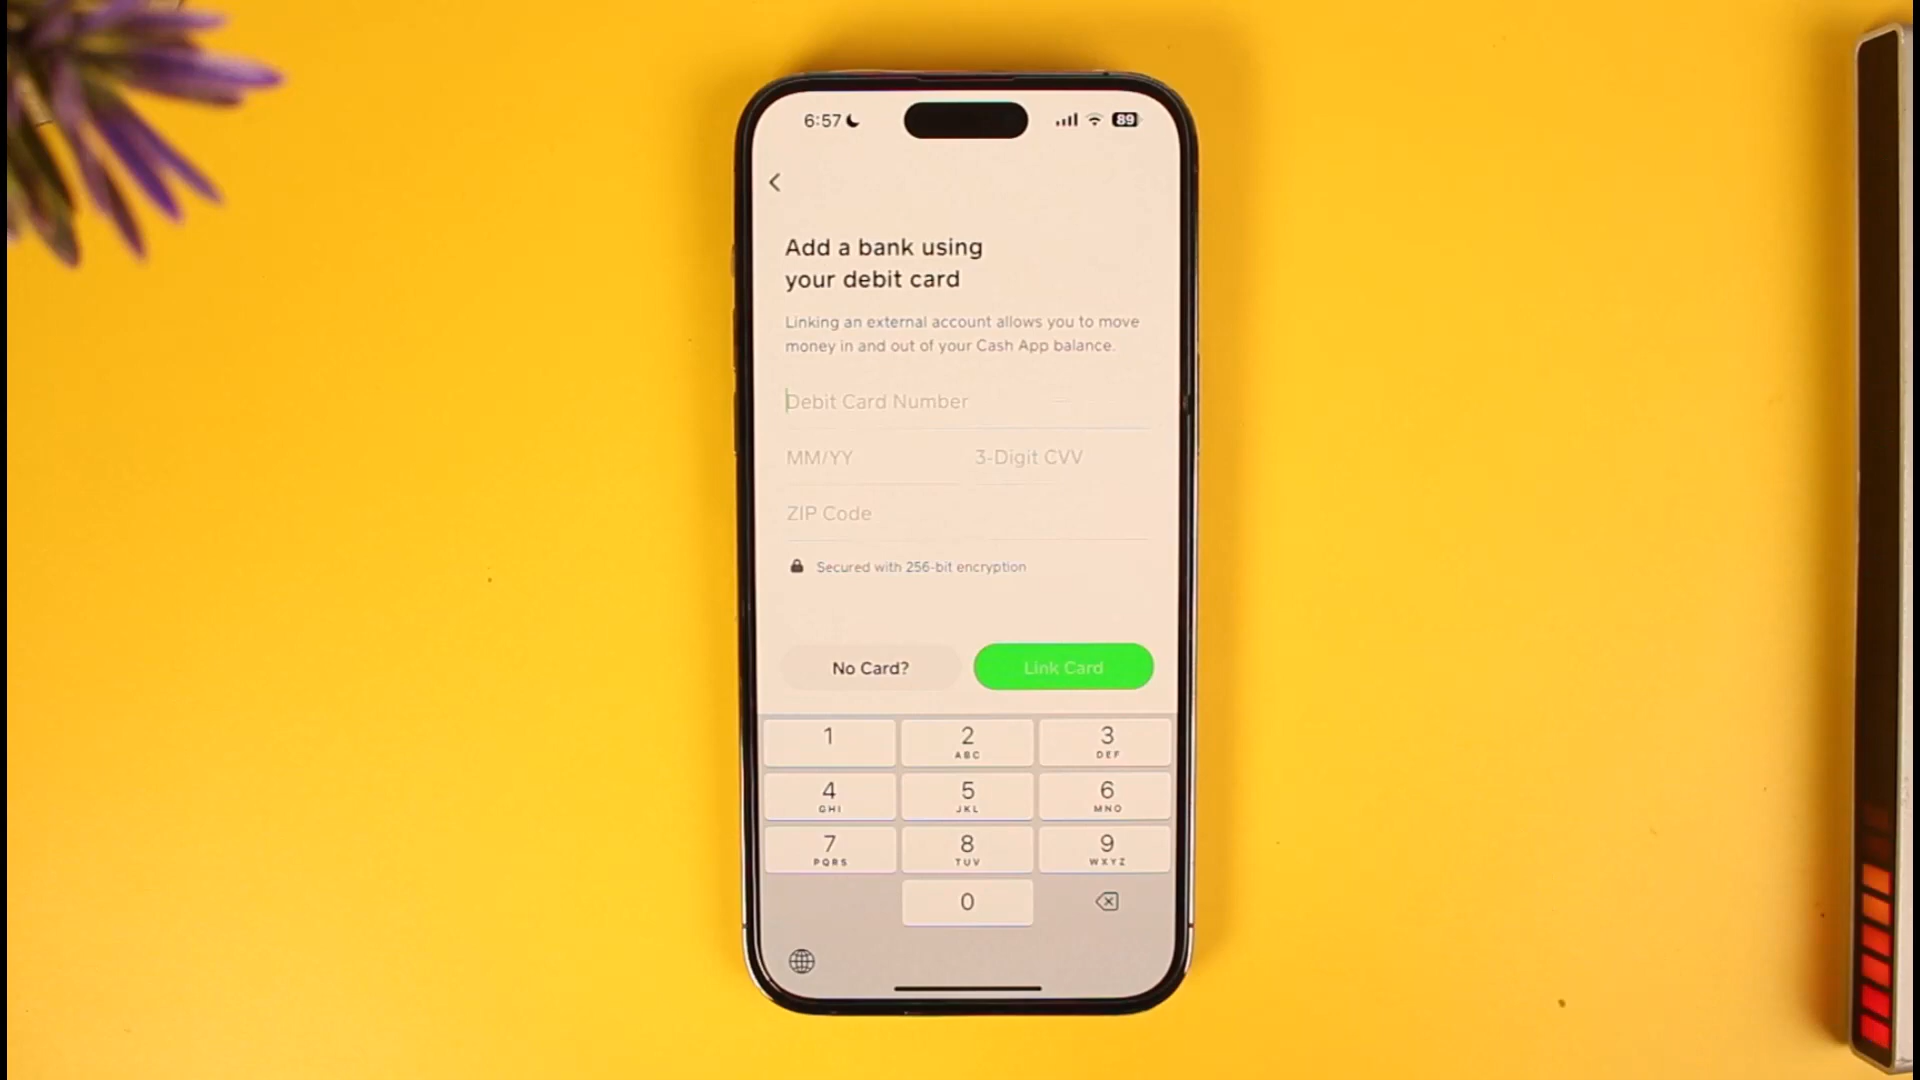 6:57
89
Add a bank using
your debit card
Linking an external account allows you to move
money in and out of your Cash App balance.
Debit Card Number
MM/YY 3-Digit CVV
ZIP Code
Secured with 256-bit encryption
No Card? Link Card
1 2 3
ABC DEF
4 5 6
GHI JKL MNO
7 8 9
PQRS TUV WXYZ
0